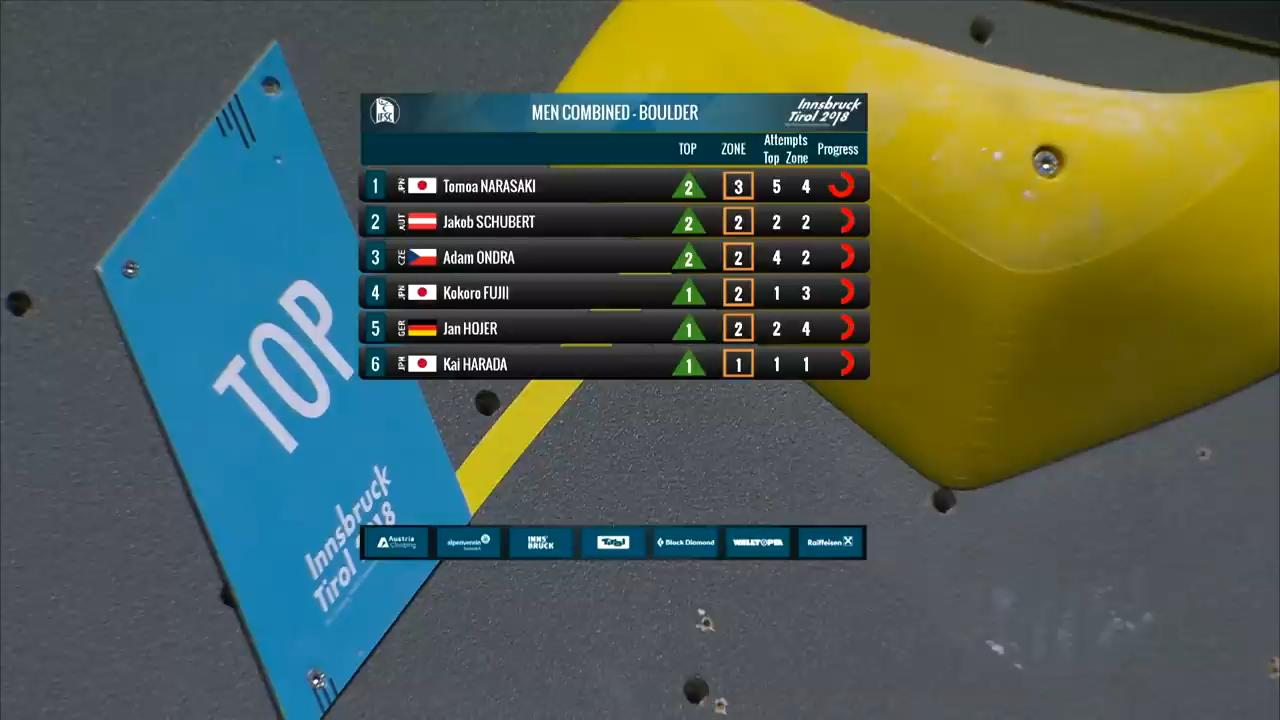 MEN COMBINED - BOULDER
Innsbruck
Tirol 2018
IFSC
TOP ZONE Attempts Progress
Top Zone
1 JPN Tomoa NARASAKI 2 3 5 4
2 AUT Jakob SCHUBERT 2 2 2 2
3 CZE Adam ONDRA 2 2 4 2
4 JPN Kokoro FUJII 1 2 1 3
5 GER Jan HOJER 1 2 2 4
6 JPN Kai HARADA 1 1 1 1
TOP
Innsbruck
Tirol 2018
Austria Climbing
alpenverein
INNS'
BRUCK
Tirol
Black Diamond
WALLTOPIA
Raiffeisen